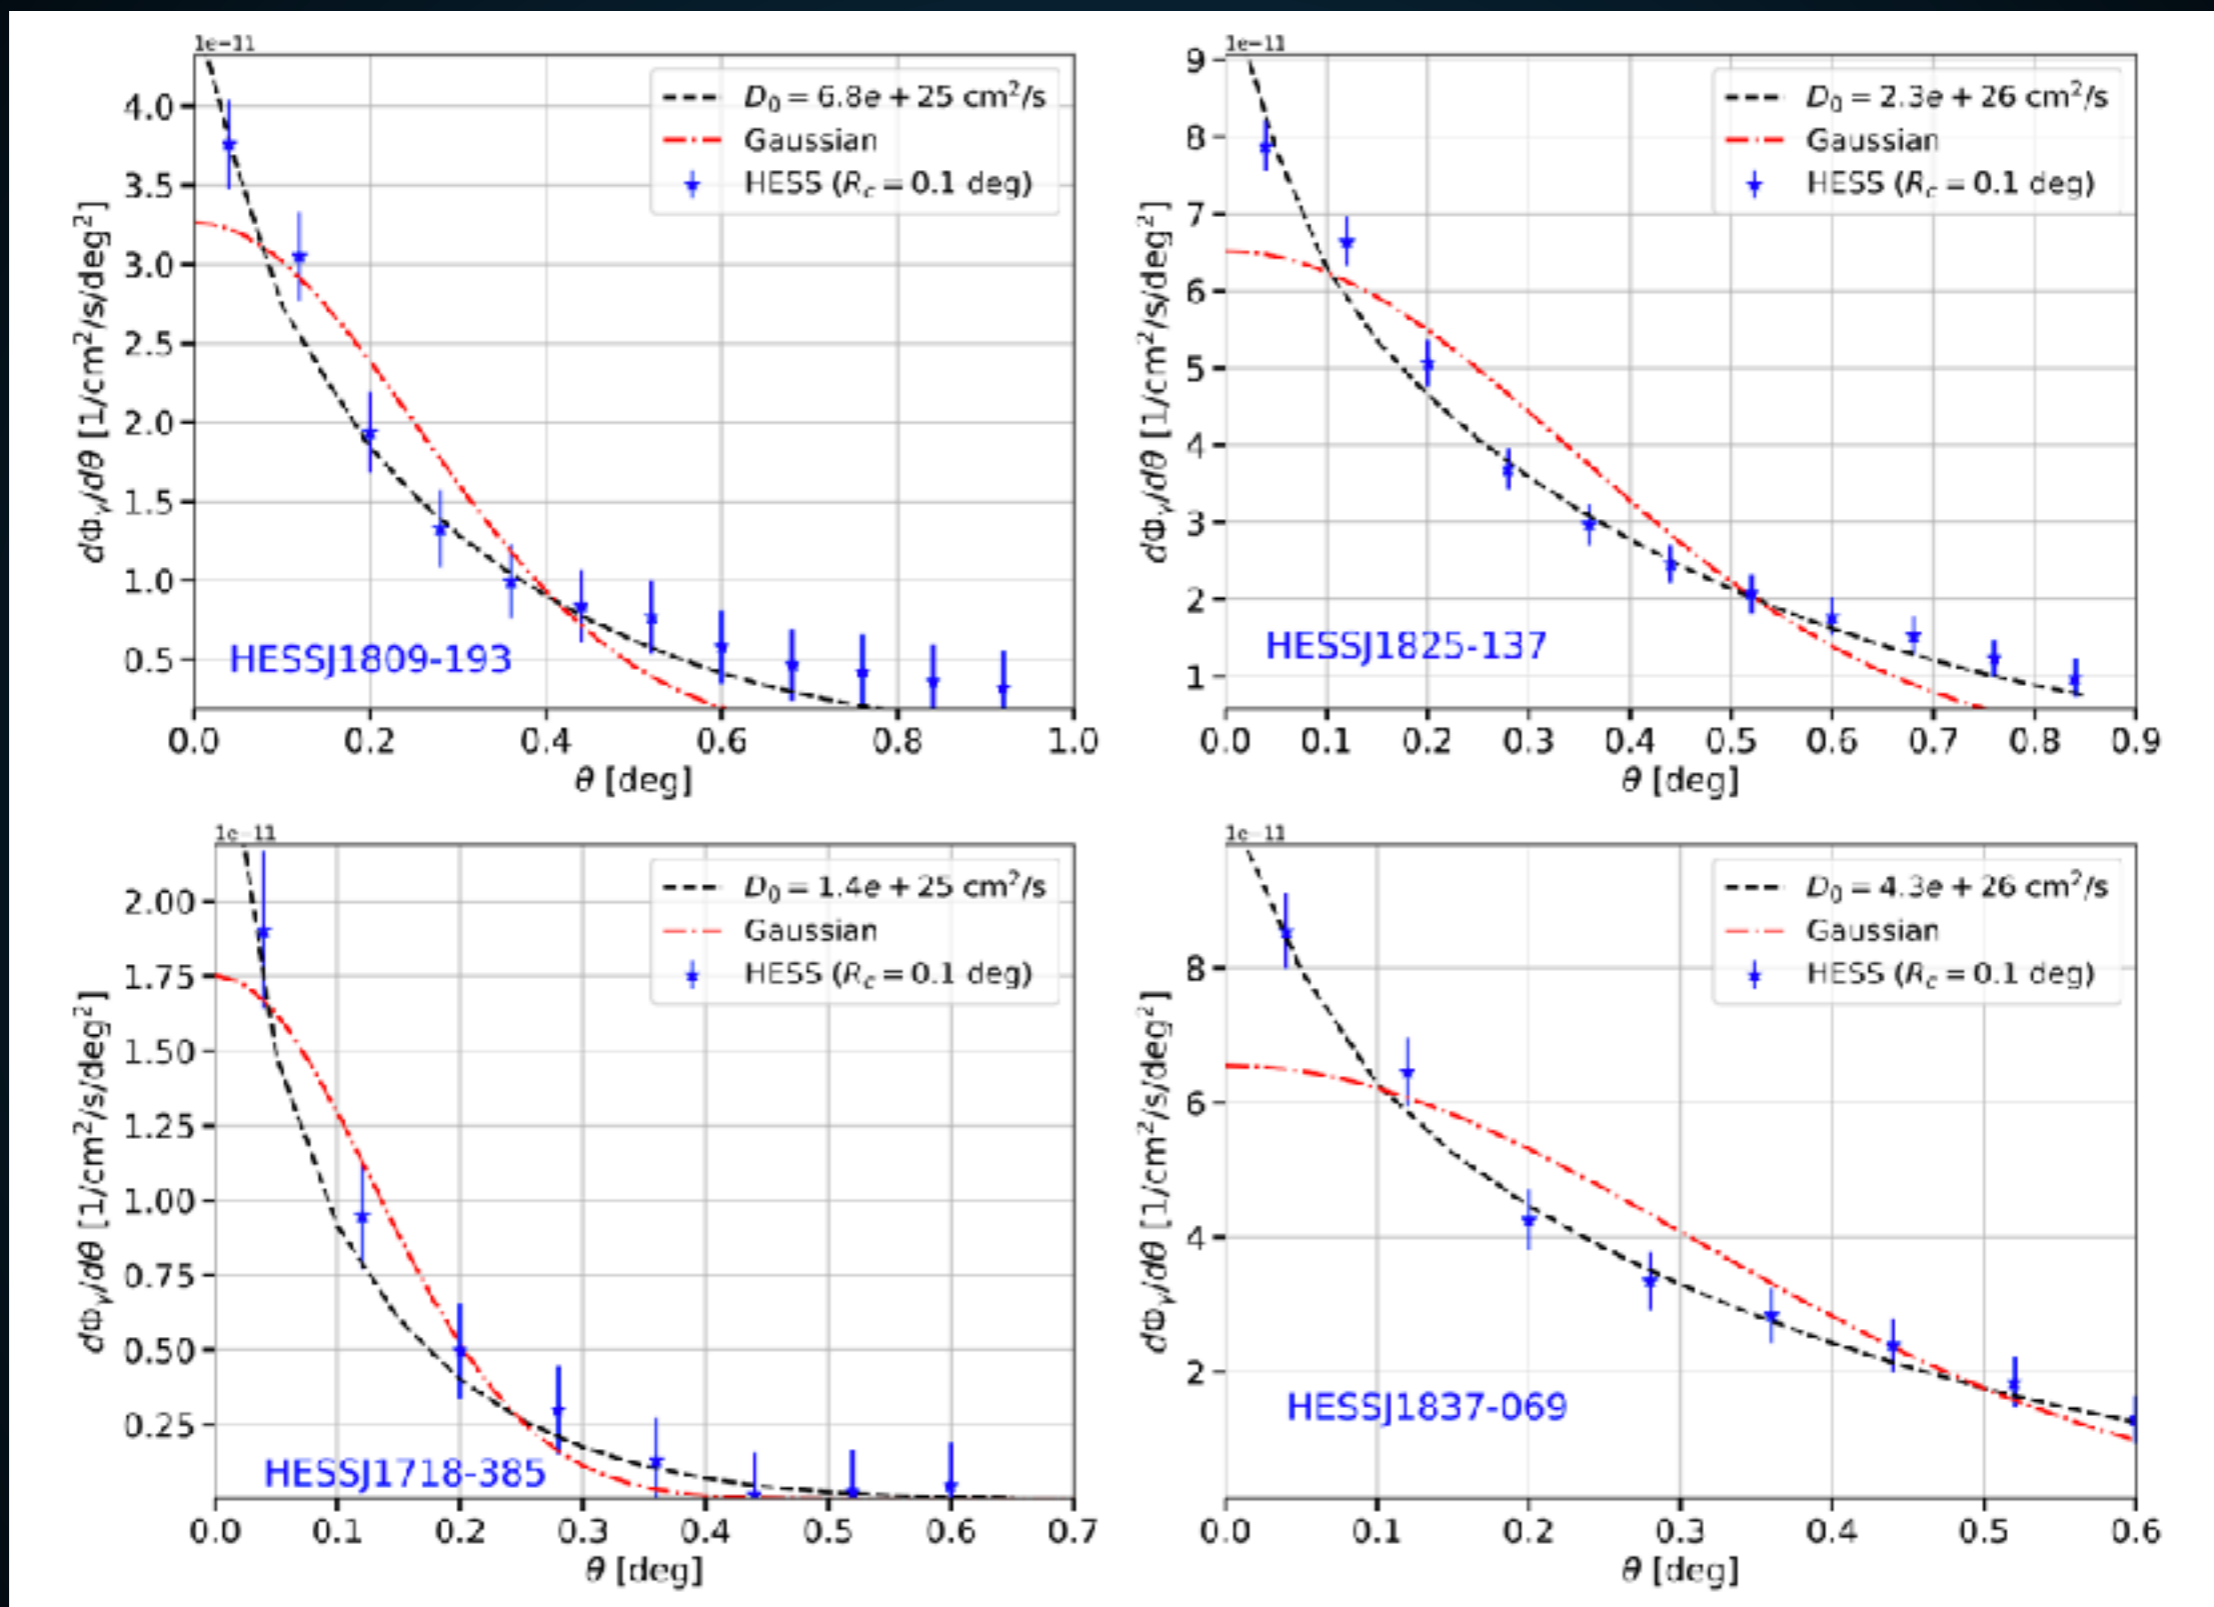 1e−11
D₀ = 6.8e + 25 cm²/s
Gaussian
HESS (R_c = 0.1 deg)
dΦ_γ/dθ [1/cm²/s/deg²]
4.0
3.5
3.0
2.5
2.0
1.5
1.0
0.5
HESSJ1809-193
0.0 0.2 0.4 0.6 0.8 1.0
θ [deg]
1e−11
D₀ = 2.3e + 26 cm²/s
Gaussian
HESS (R_c = 0.1 deg)
dΦ_γ/dθ [1/cm²/s/deg²]
9
8
7
6
5
4
3
2
1
HESSJ1825-137
0.0 0.1 0.2 0.3 0.4 0.5 0.6 0.7 0.8 0.9
θ [deg]
1e−11
D₀ = 1.4e + 25 cm²/s
Gaussian
HESS (R_c = 0.1 deg)
dΦ_γ/dθ [1/cm²/s/deg²]
2.00
1.75
1.50
1.25
1.00
0.75
0.50
0.25
HESSJ1718-385
0.0 0.1 0.2 0.3 0.4 0.5 0.6 0.7
θ [deg]
1e−11
D₀ = 4.3e + 26 cm²/s
Gaussian
HESS (R_c = 0.1 deg)
dΦ_γ/dθ [1/cm²/s/deg²]
8
6
4
2
HESSJ1837-069
0.0 0.1 0.2 0.3 0.4 0.5 0.6
θ [deg]